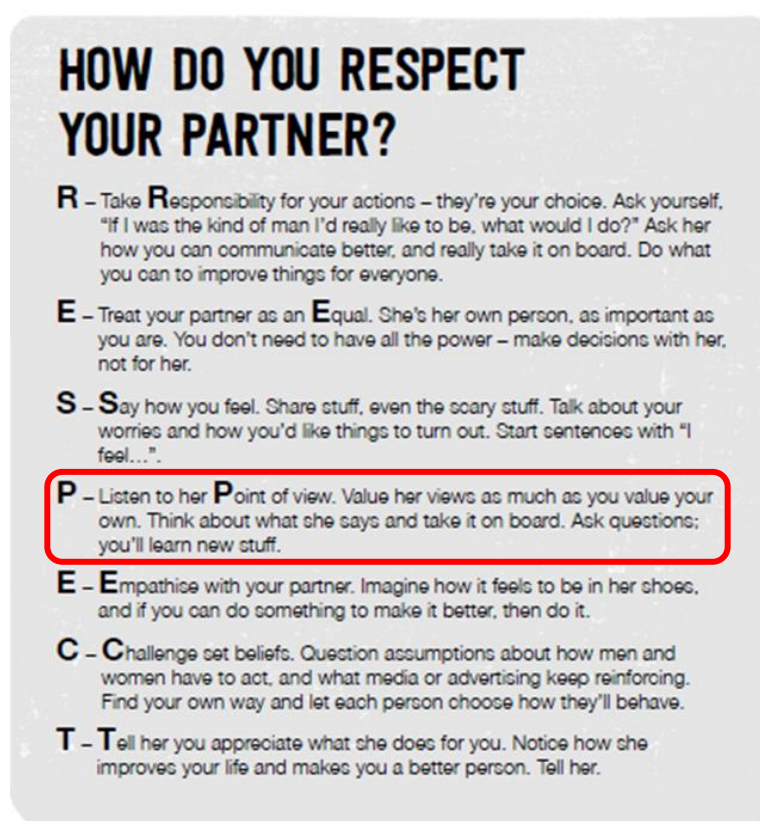 HOW DO YOU RESPECT
YOUR PARTNER?
R – Take Responsibility for your actions – they're your choice. Ask yourself,
"If I was the kind of man I'd really like to be, what would I do?" Ask her
how you can communicate better, and really take it on board. Do what
you can to improve things for everyone.
E – Treat your partner as an Equal. She's her own person, as important as
you are. You don't need to have all the power – make decisions with her,
not for her.
S – Say how you feel. Share stuff, even the scary stuff. Talk about your
worries and how you'd like things to turn out. Start sentences with "I
feel...".
P – Listen to her Point of view. Value her views as much as you value your
own. Think about what she says and take it on board. Ask questions;
you'll learn new stuff.
E – Empathise with your partner. Imagine how it feels to be in her shoes,
and if you can do something to make it better, then do it.
C – Challenge set beliefs. Question assumptions about how men and
women have to act, and what media or advertising keep reinforcing.
Find your own way and let each person choose how they'll behave.
T – Tell her you appreciate what she does for you. Notice how she
improves your life and makes you a better person. Tell her.